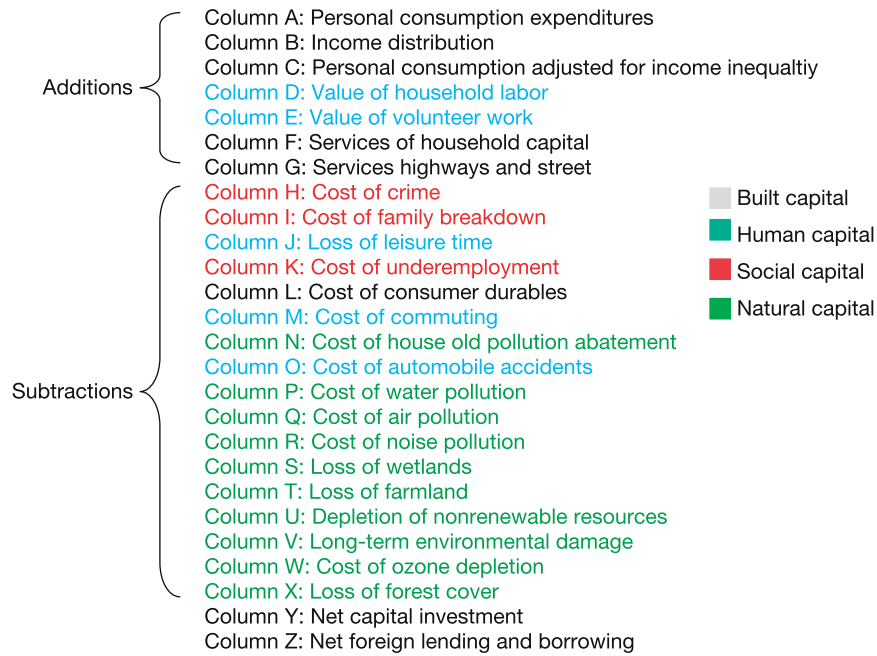 Column A: Personal consumption expenditures
Column B: Income distribution
Column C: Personal consumption adjusted for income inequaltiy
Additions
Column D: Value of household labor
Column E: Value of volunteer work
Column F: Services of household capital
Column G: Services highways and street
Column H: Cost of crime
Column I: Cost of family breakdown
Column J: Loss of leisure time
Column K: Cost of underemployment
Column L: Cost of consumer durables
Column M: Cost of commuting
Column N: Cost of house old pollution abatement
Column O: Cost of automobile accidents
Subtractions
Column P: Cost of water pollution
Column Q: Cost of air pollution
Column R: Cost of noise pollution
Column S: Loss of wetlands
Column T: Loss of farmland
Column U: Depletion of nonrenewable resources
Column V: Long-term environmental damage
Column W: Cost of ozone depletion
Column X: Loss of forest cover
Column Y: Net capital investment
Column Z: Net foreign lending and borrowing
Built capital
Human capital
Social capital
Natural capital